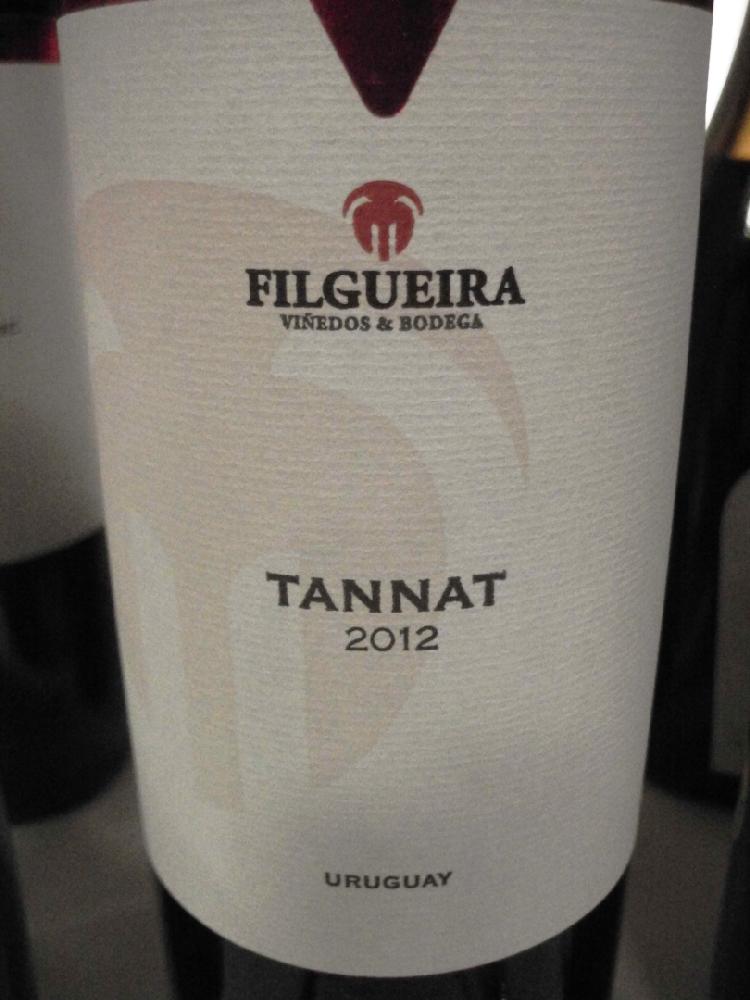 FILGUEIRA
VIÑEDOS & BODEGA
TANNAT
2012
URUGUAY